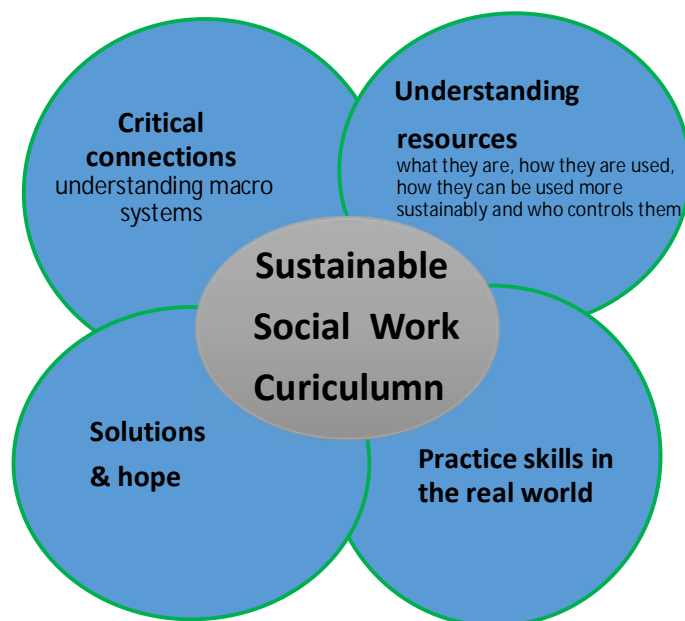 Critical
connections
understanding macro
systems
Understanding
resources
what they are, how they are used,
how they can be used more
sustainably and who controls them
Sustainable
Social Work
Curiculumn
Solutions
& hope
Practice skills in
the real world